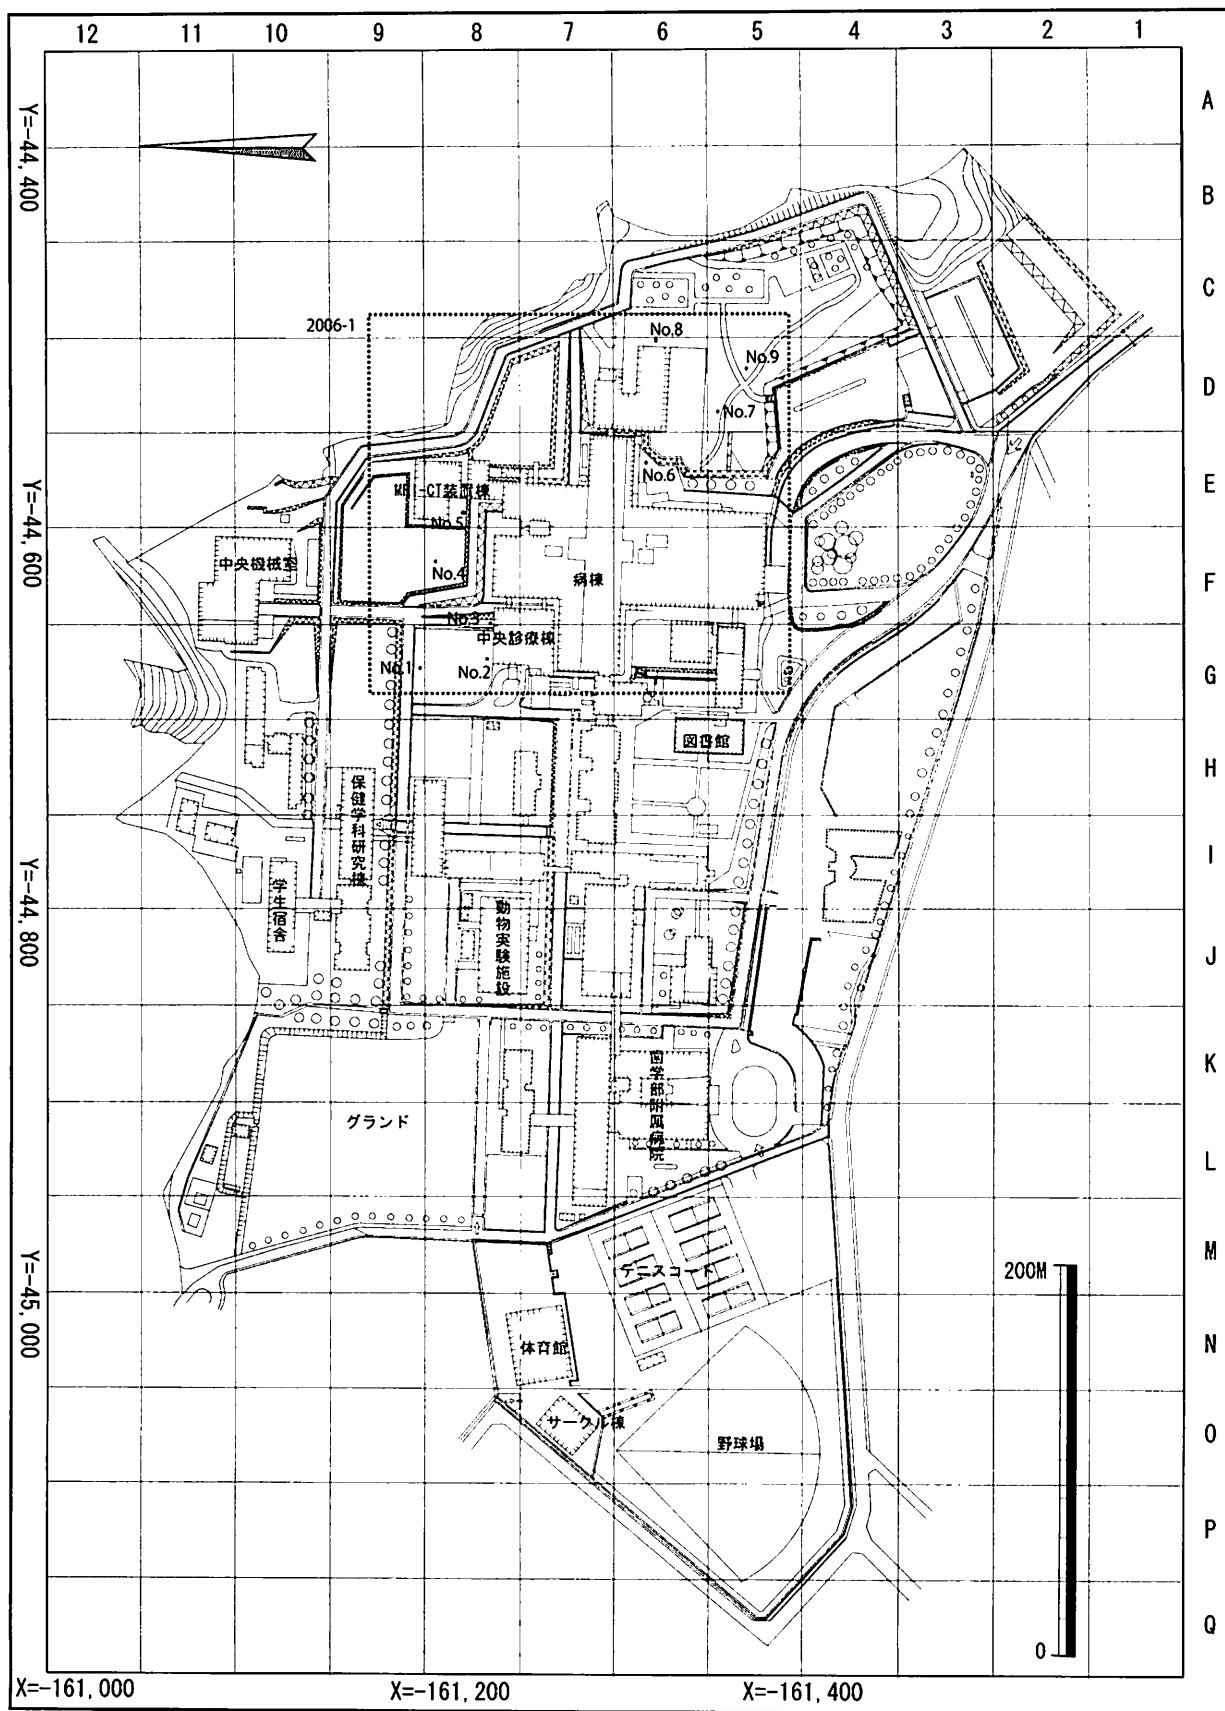 12 11 10 9 8 7 6 5 4 3 2 1
A
B
C
D
E
F
G
H
I
J
K
L
M
N
O
P
Q
Y=-44,400
Y=-44,600
Y=-44,800
Y=-45,000
X=-161,000
X=-161,200
X=-161,400
2006-1
No.8
No.9
No.7
No.6
MRI-CT装置棟
No.5
中央機械室
No.4
病棟
No.3
中央診療棟
No.1
No.2
図書館
保健学科研究棟
学生宿舎
動物実験施設
歯学部附属病院
グランド
テニスコート
200M
体育館
サークル棟
野球場
0